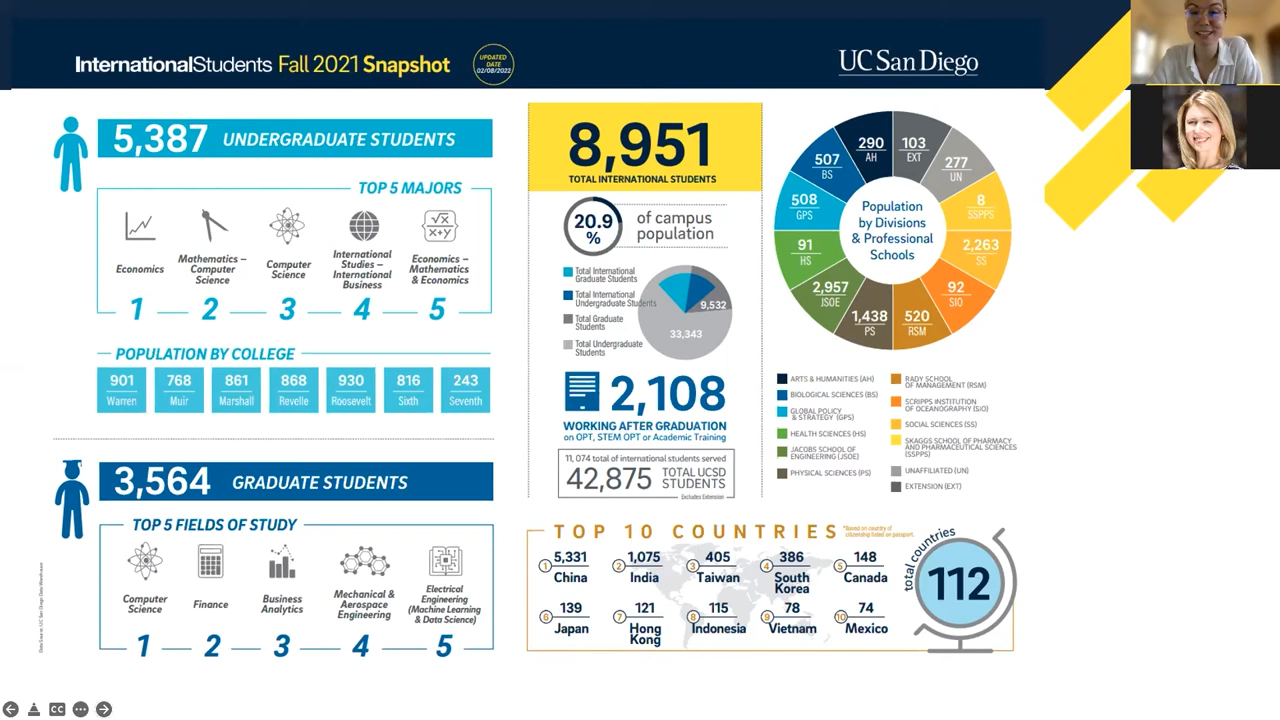 InternationalStudents Fall 2021 Snapshot
UPDATED
DATE
02/08/2022
UC San Diego
5,387 UNDERGRADUATE STUDENTS
TOP 5 MAJORS
Economics
Mathematics –
Computer
Science
Computer
Science
International
Studies –
International
Business
Economics –
Mathematics
& Economics
√x
x+y
1 2 3 4 5
POPULATION BY COLLEGE
901
Warren
768
Muir
861
Marshall
868
Revelle
930
Roosevelt
816
Sixth
243
Seventh
3,564 GRADUATE STUDENTS
TOP 5 FIELDS OF STUDY
Computer
Science
Finance
Business
Analytics
Mechanical &
Aerospace
Engineering
Electrical
Engineering
(Machine Learning
& Data Science)
1 2 3 4 5
Data Source: UC San Diego Data Warehouse
8,951
TOTAL INTERNATIONAL STUDENTS
20.9
%
of campus
population
Total International
Graduate Students
Total International
Undergraduate Students
Total Graduate
Students
Total Undergraduate
Students
9,532
33,343
2,108
WORKING AFTER GRADUATION
on OPT, STEM OPT or Academic Training
11, 074 total of international students served
42,875 TOTAL UCSD
STUDENTS
Excludes Extension
Population
by Divisions
& Professional
Schools
290
AH
103
EXT
277
UN
8
SSPPS
2,263
SS
92
SIO
520
RSM
1,438
PS
2,957
JSOE
91
HS
508
GPS
507
BS
ARTS & HUMANITIES (AH)
BIOLOGICAL SCIENCES (BS)
GLOBAL POLICY
& STRATEGY (GPS)
HEALTH SCIENCES (HS)
JACOBS SCHOOL OF
ENGINEERING (JSOE)
PHYSICAL SCIENCES (PS)
RADY SCHOOL
OF MANAGEMENT (RSM)
SCRIPPS INSTITUTION
OF OCEANOGRAPHY (SIO)
SOCIAL SCIENCES (SS)
SKAGGS SCHOOL OF PHARMACY
AND PHARMACEUTICAL SCIENCES
(SSPPS)
UNAFFILIATED (UN)
EXTENSION (EXT)
TOP 10 COUNTRIES
*Based on country of
citizenship listed on passport.
1 5,331
China
2 1,075
India
3 405
Taiwan
4 386
South
Korea
5 148
Canada
6 139
Japan
7 121
Hong
Kong
8 115
Indonesia
9 78
Vietnam
10 74
Mexico
total countries
112
CC